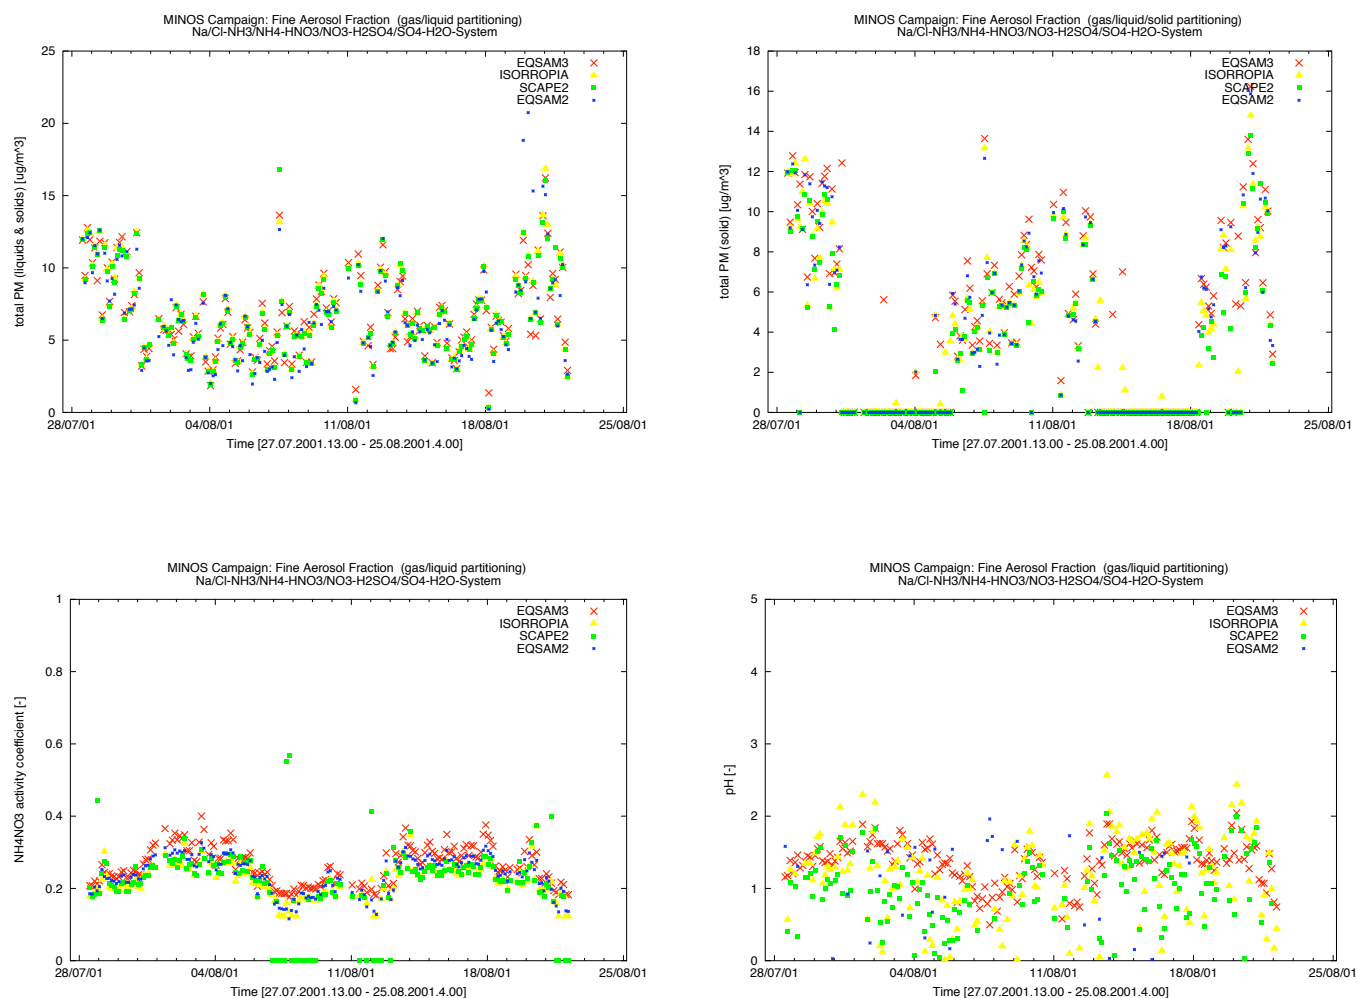 MINOS Campaign: Fine Aerosol Fraction (gas/liquid partitioning)
Na/Cl-NH3/NH4-HNO3/NO3-H2SO4/SO4-H2O-System
25
20
15
10
5
0
total PM (liquids & solids) [ug/m^3]
EQSAM3
ISORROPIA
SCAPE2
EQSAM2
28/07/01
04/08/01
11/08/01
18/08/01
25/08/01
Time [27.07.2001.13.00 - 25.08.2001.4.00]
MINOS Campaign: Fine Aerosol Fraction (gas/liquid/solid partitioning)
Na/Cl-NH3/NH4-HNO3/NO3-H2SO4/SO4-H2O-System
18
16
14
12
10
8
6
4
2
0
total PM (solid) [ug/m^3]
EQSAM3
ISORROPIA
SCAPE2
EQSAM2
28/07/01
04/08/01
11/08/01
18/08/01
25/08/01
Time [27.07.2001.13.00 - 25.08.2001.4.00]
MINOS Campaign: Fine Aerosol Fraction (gas/liquid partitioning)
Na/Cl-NH3/NH4-HNO3/NO3-H2SO4/SO4-H2O-System
1
0.8
0.6
0.4
0.2
0
NH4NO3 activity coefficient [-]
EQSAM3
ISORROPIA
SCAPE2
EQSAM2
28/07/01
04/08/01
11/08/01
18/08/01
25/08/01
Time [27.07.2001.13.00 - 25.08.2001.4.00]
MINOS Campaign: Fine Aerosol Fraction (gas/liquid partitioning)
Na/Cl-NH3/NH4-HNO3/NO3-H2SO4/SO4-H2O-System
5
4
3
2
1
0
pH [-]
EQSAM3
ISORROPIA
SCAPE2
EQSAM2
28/07/01
04/08/01
11/08/01
18/08/01
25/08/01
Time [27.07.2001.13.00 - 25.08.2001.4.00]